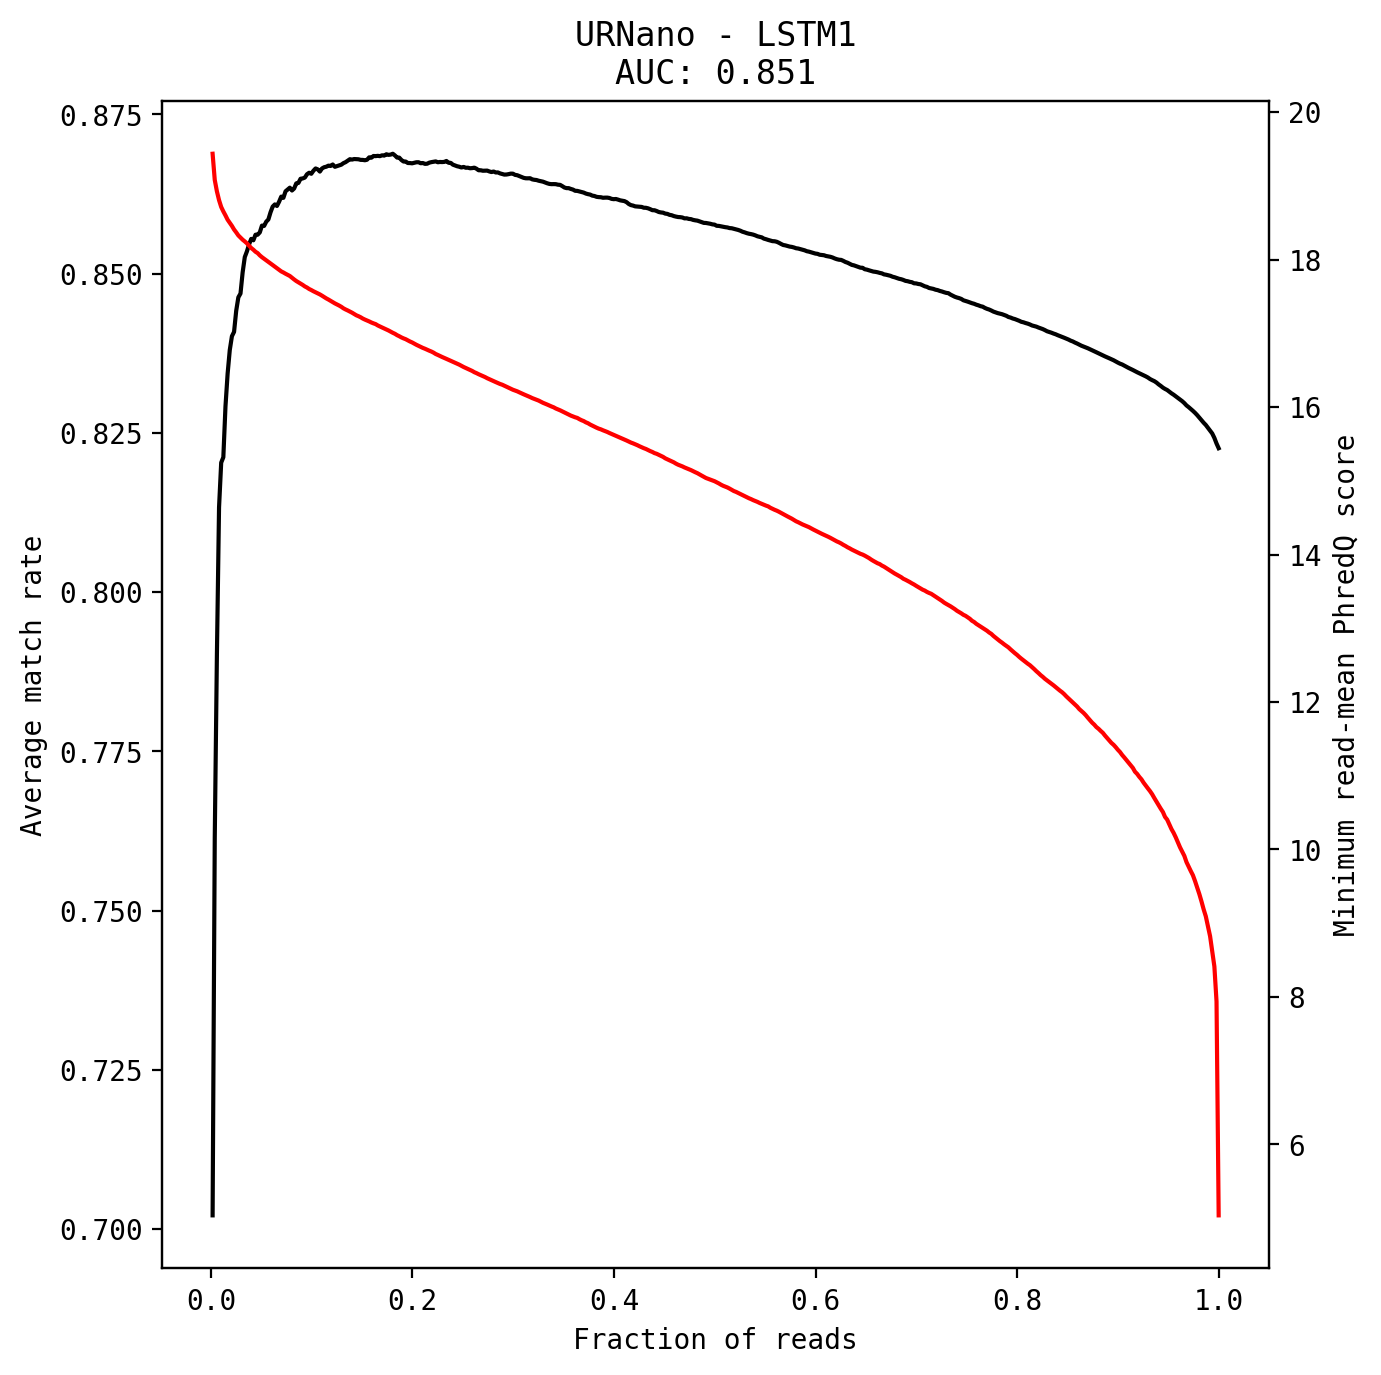 URNano - LSTM1
AUC: 0.851
0.875
0.850
0.825
0.800
0.775
0.750
0.725
0.700
Average match rate
20
18
16
14
12
10
8
6
Minimum read-mean PhredQ score
0.0 0.2 0.4 0.6 0.8 1.0
Fraction of reads